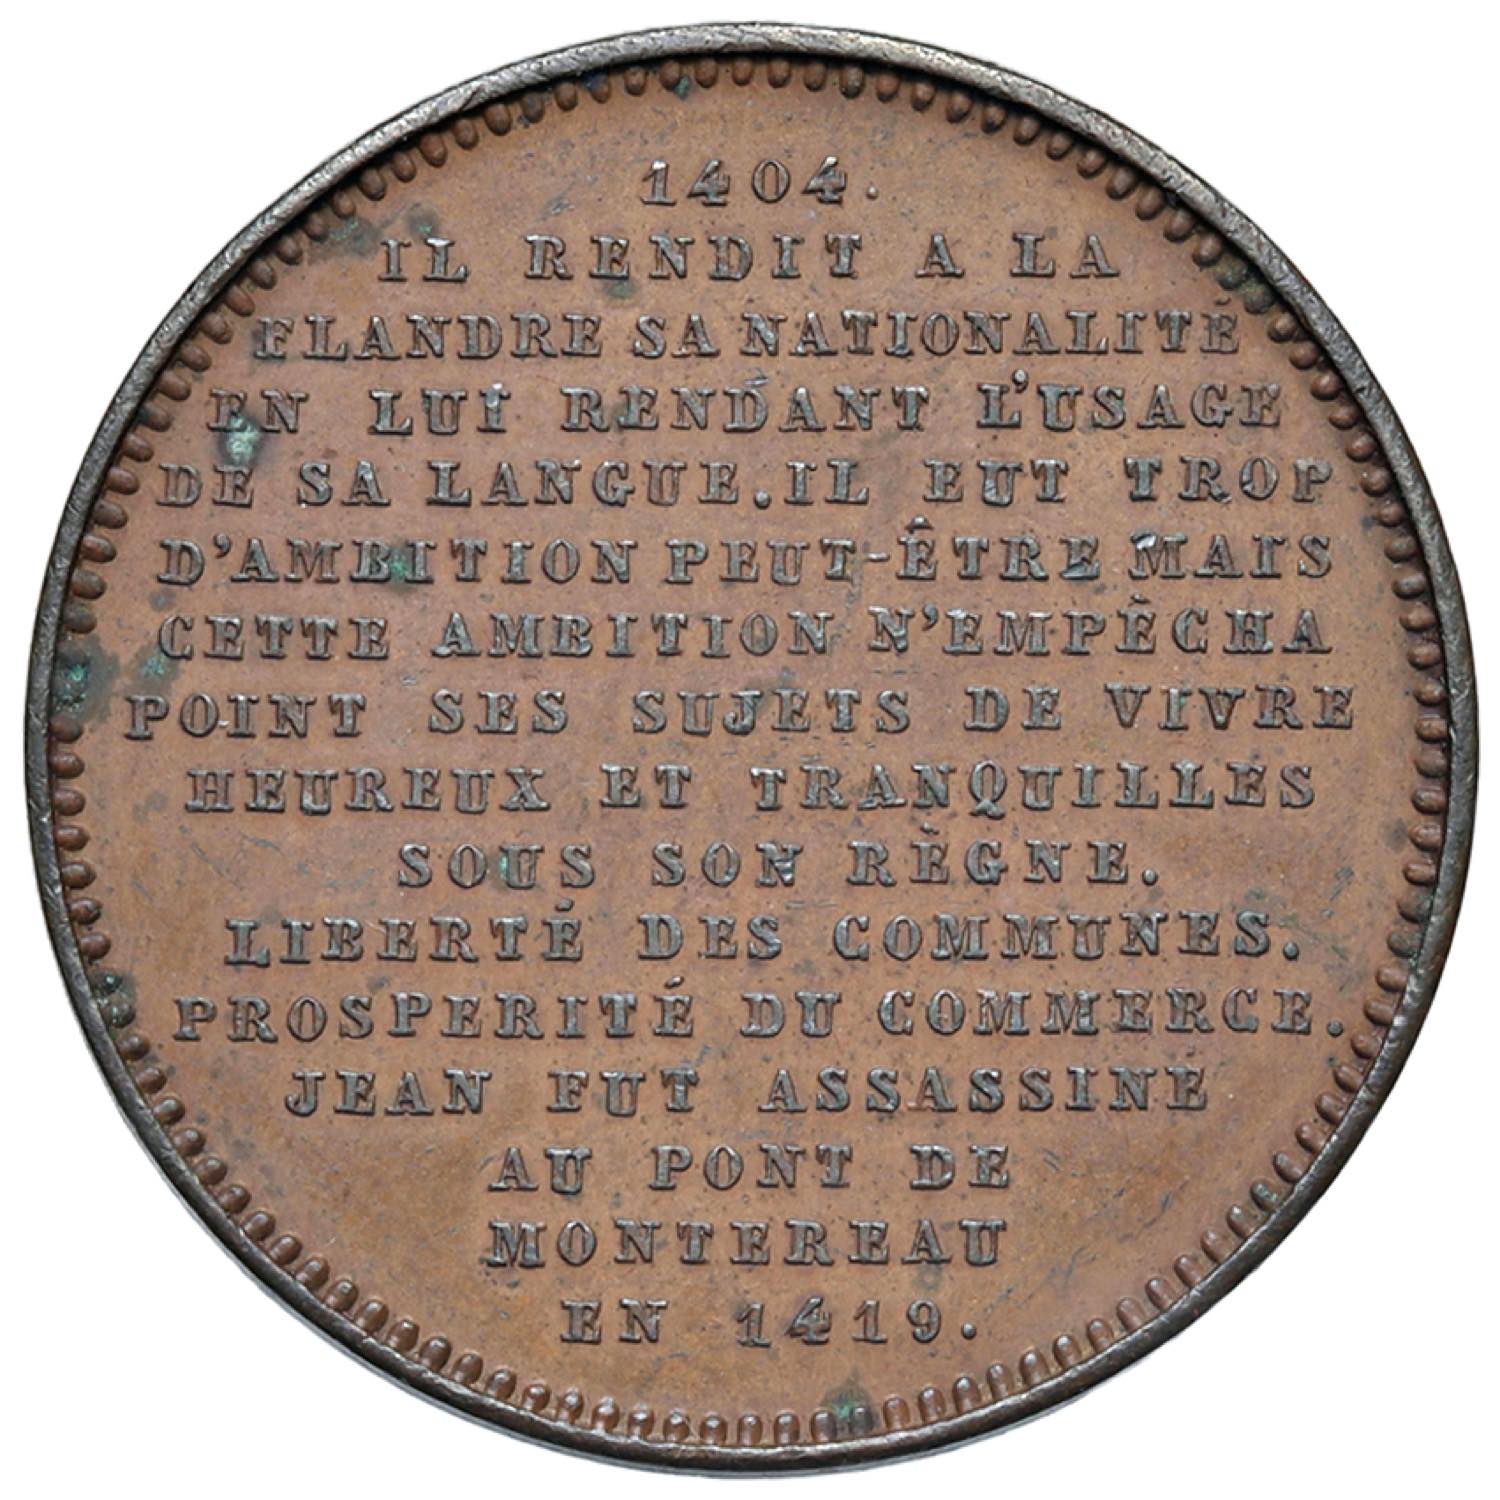 1404.
IL RENDIT A LA
FLANDRE SA NATIONALITÉ
EN LUI RENDANT L'USAGE
DE SA LANGUE. IL EUT TROP
D'AMBITION PEUT-ÊTRE MAIS
CETTE AMBITION N'EMPÊCHA
POINT SES SUJETS DE VIVRE
HEUREUX ET TRANQUILLES
SOUS SON RÈGNE.
LIBERTÉ DES COMMUNES.
PROSPERITÉ DU COMMERCE.
JEAN FUT ASSASSINE
AU PONT DE
MONTEREAU
EN 1419.